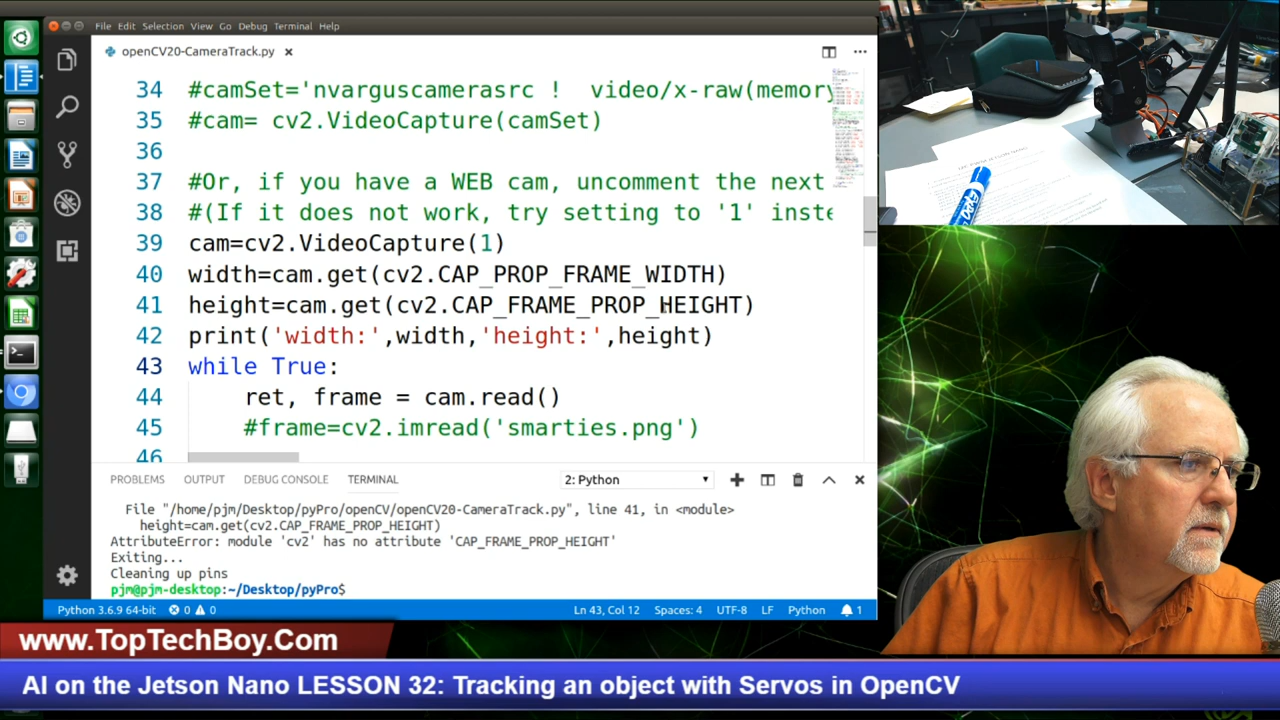 File Edit Selection View Go Debug Terminal Help
openCV20-CameraTrack.py
34 #camSet='nvarguscamerasrc ! video/x-raw(memory
35 #cam= cv2.VideoCapture(camSet)
36
37 #Or, if you have a WEB cam, uncomment the next
38 #(If it does not work, try setting to '1' inste
39 cam=cv2.VideoCapture(1)
40 width=cam.get(cv2.CAP_PROP_FRAME_WIDTH)
41 height=cam.get(cv2.CAP_FRAME_PROP_HEIGHT)
42 print('width:',width,'height:',height)
43 while True:
44 ret, frame = cam.read()
45 #frame=cv2.imread('smarties.png')
46
PROBLEMS OUTPUT DEBUG CONSOLE TERMINAL 2: Python
File "/home/pjm/Desktop/pyPro/openCV/openCV20-CameraTrack.py", line 41, in <module>
height=cam.get(cv2.CAP_FRAME_PROP_HEIGHT)
AttributeError: module 'cv2' has no attribute 'CAP_FRAME_PROP_HEIGHT'
Exiting...
Cleaning up pins
pjm@pjm-desktop:~/Desktop/pyPro$
Python 3.6.9 64-bit 0 0 Ln 43, Col 12 Spaces: 4 UTF-8 LF Python 1
www.TopTechBoy.Com
AI on the Jetson Nano LESSON 32: Tracking an object with Servos in OpenCV
EXPO